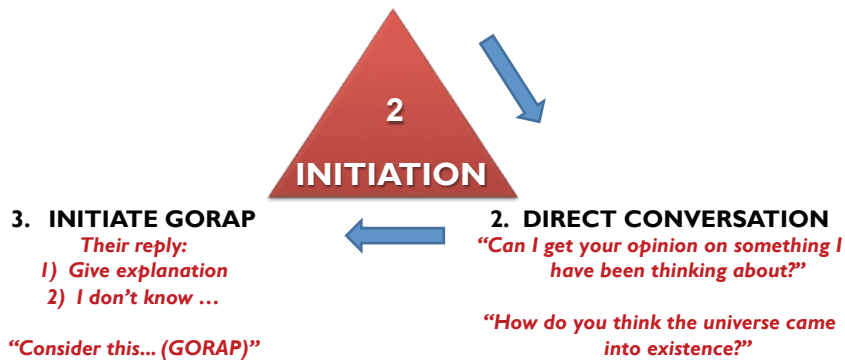 2
INITIATION
3. INITIATE GORAP
Their reply:
1) Give explanation
2) I don’t know …
“Consider this... (GORAP)”
2. DIRECT CONVERSATION
“Can I get your opinion on something I
have been thinking about?”
“How do you think the universe came
into existence?”